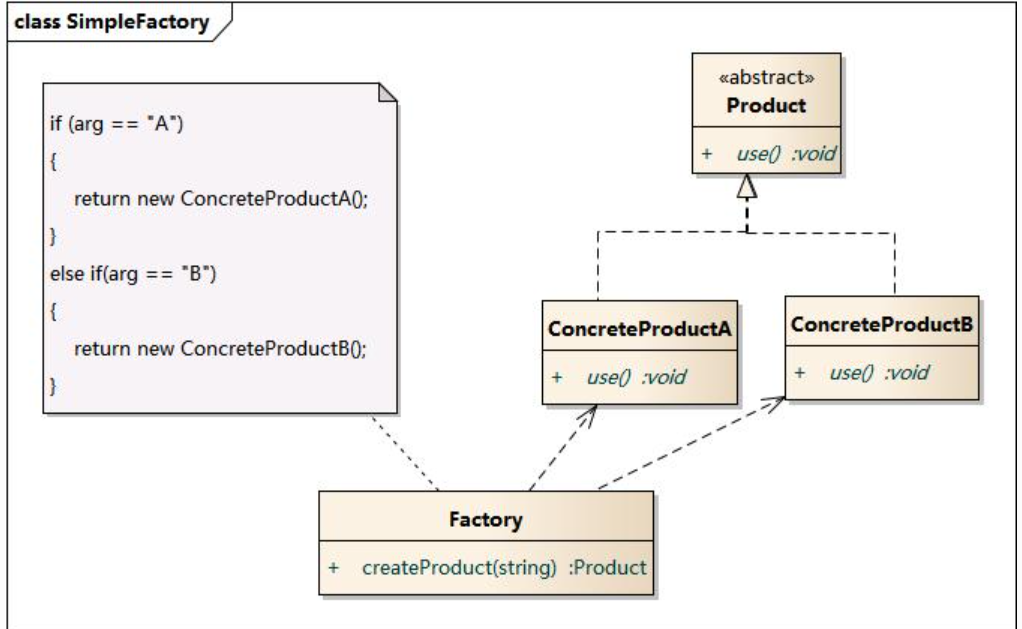 class SimpleFactory
if (arg == "A")
{
return new ConcreteProductA();
}
else if(arg == "B")
{
return new ConcreteProductB();
}
«abstract»
Product
+ use() :void
ConcreteProductA
+ use() :void
ConcreteProductB
+ use() :void
Factory
+ createProduct(string) :Product